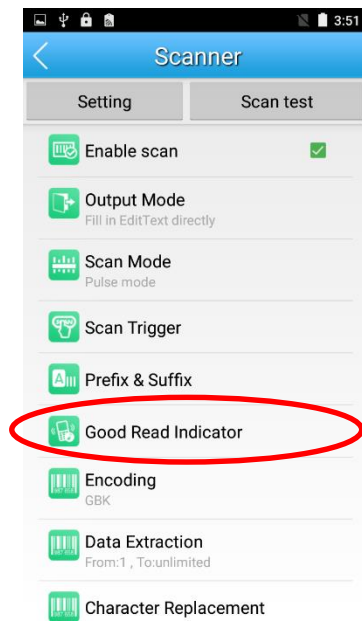 3:51
Scanner
Setting Scan test
Enable scan
Output Mode
Fill in EditText directly
Scan Mode
Pulse mode
Scan Trigger
Prefix & Suffix
Good Read Indicator
Encoding
GBK
Data Extraction
From:1 , To:unlimited
Character Replacement